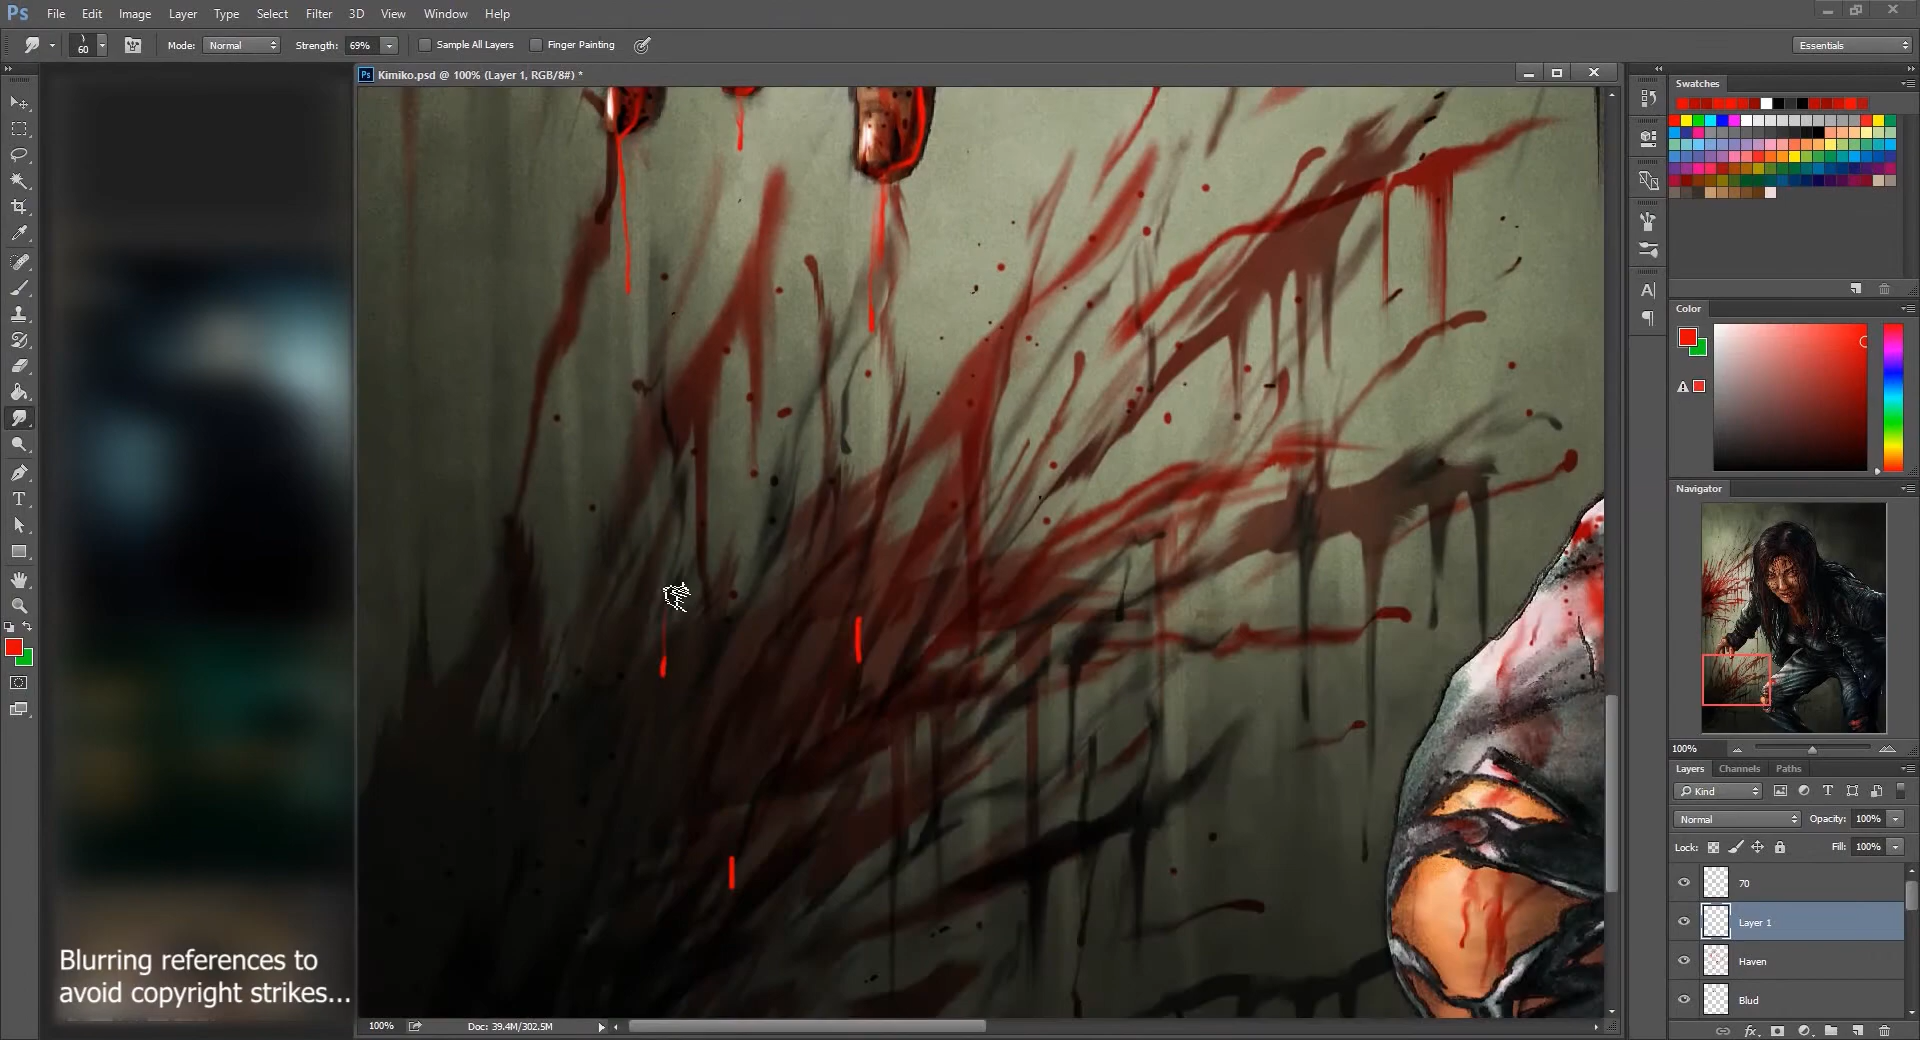 Ps File Edit Image Layer Type Select Filter 3D View Window Help
60 Mode: Normal Strength: 69% Sample All Layers Finger Painting Essentials
Ps Kimiko.psd @ 100% (Layer 1, RGB/8#) *
Swatches
Color
Navigator
100%
Layers Channels Paths
Kind
Normal Opacity: 100%
Lock: Fill: 100%
70
Layer 1
Haven
Blud
fx
Blurring references to
avoid copyright strikes...
100% Doc: 39.4M/302.5M